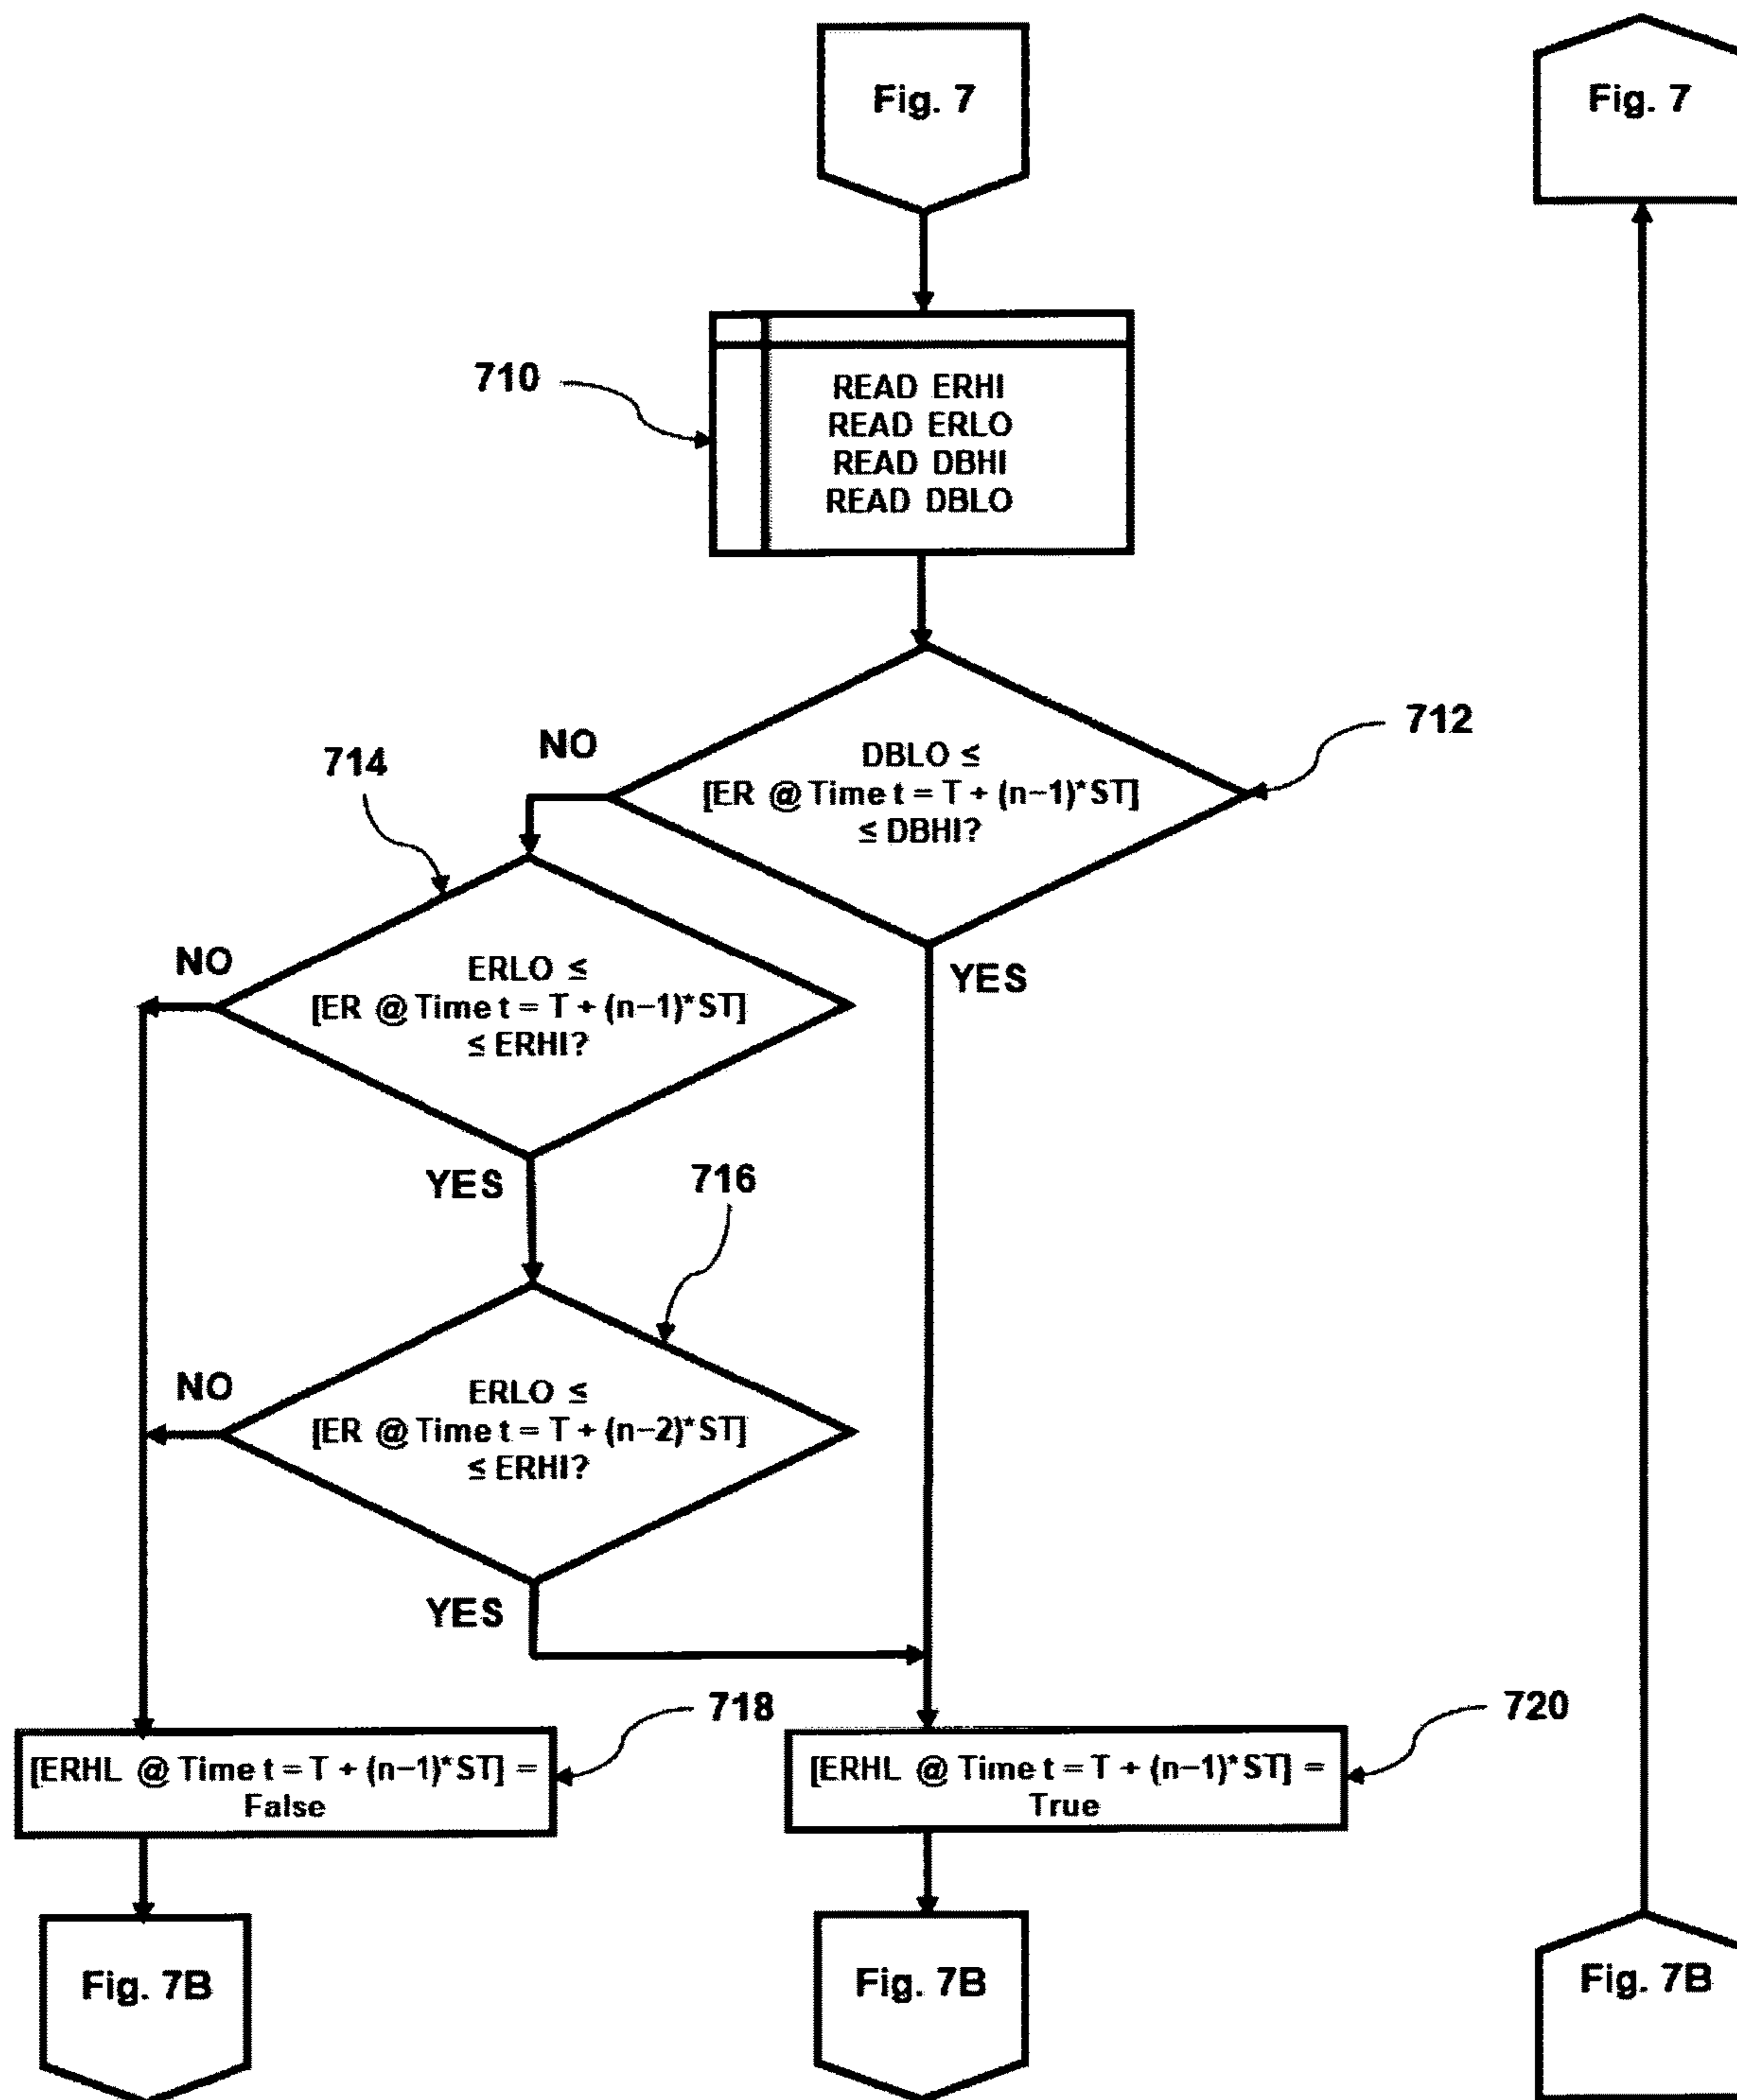 Fig. 7
Fig. 7
710
READ ERHI
READ ERLO
READ DBHI
READ DBLO
712
NO
DBLO ≤
[ER @ Time t = T + (n−1)*ST]
≤ DBHI?
YES
714
NO
ERLO ≤
[ER @ Time t = T + (n−1)*ST]
≤ ERHI?
YES
716
NO
ERLO ≤
[ER @ Time t = T + (n−2)*ST]
≤ ERHI?
YES
718
[ERHL @ Time t = T + (n−1)*ST] =
False
720
[ERHL @ Time t = T + (n−1)*ST] =
True
Fig. 7B
Fig. 7B
Fig. 7B